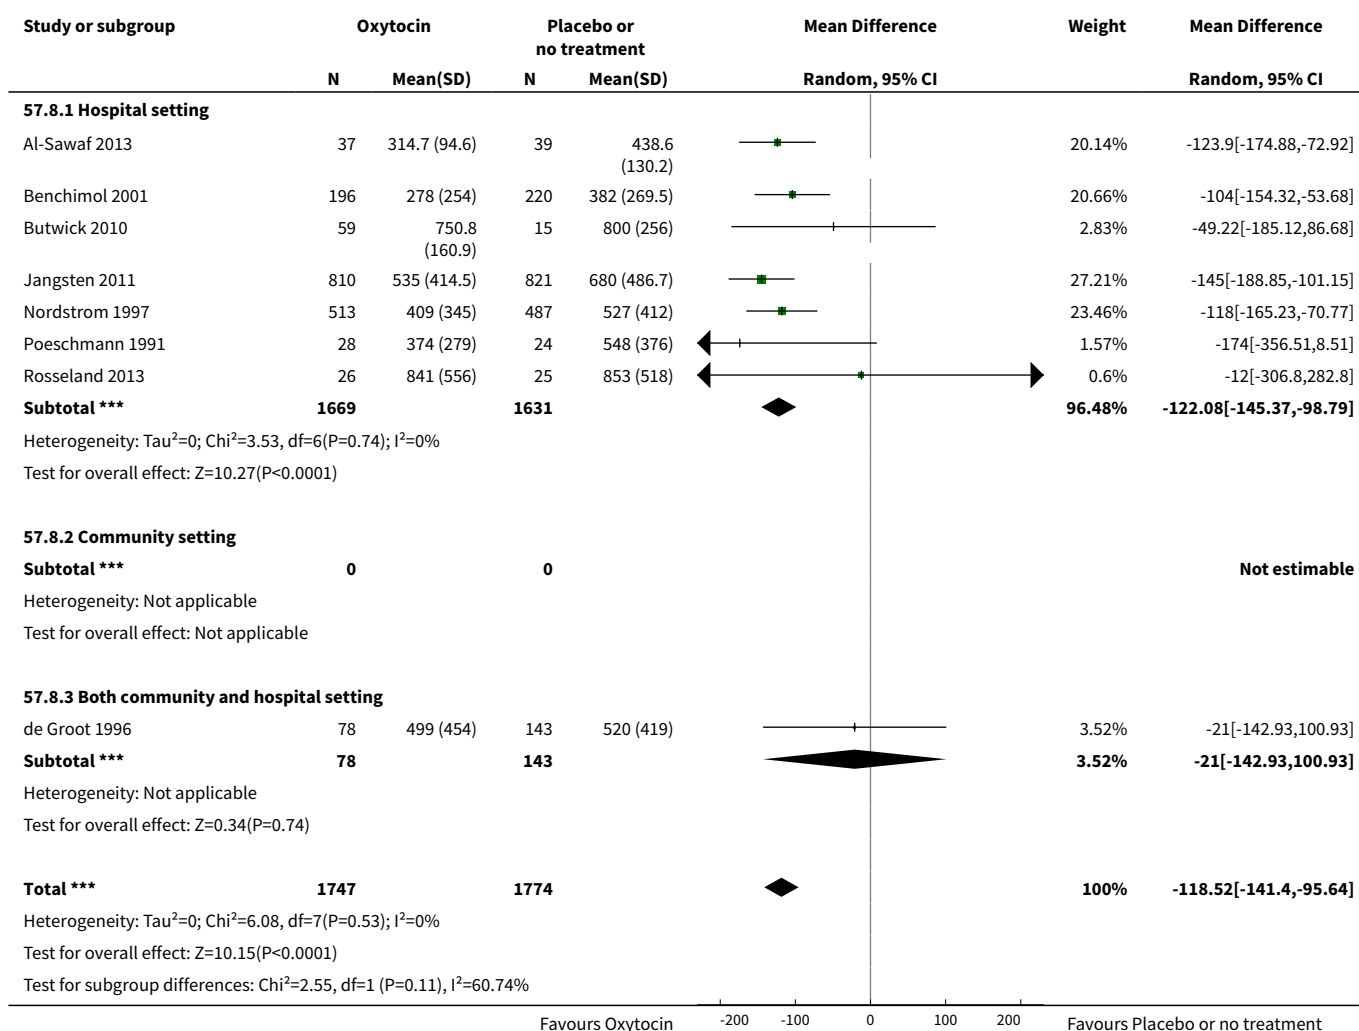 Study or subgroup Oxytocin Placebo or no treatment Mean Difference Weight Mean Difference
N Mean(SD) N Mean(SD) Random, 95% CI Random, 95% CI
57.8.1 Hospital setting
Al-Sawaf 2013 37 314.7 (94.6) 39 438.6 (130.2) 20.14% -123.9[-174.88,-72.92]
Benchimol 2001 196 278 (254) 220 382 (269.5) 20.66% -104[-154.32,-53.68]
Butwick 2010 59 750.8 (160.9) 15 800 (256) 2.83% -49.22[-185.12,86.68]
Jangsten 2011 810 535 (414.5) 821 680 (486.7) 27.21% -145[-188.85,-101.15]
Nordstrom 1997 513 409 (345) 487 527 (412) 23.46% -118[-165.23,-70.77]
Poeschmann 1991 28 374 (279) 24 548 (376) 1.57% -174[-356.51,8.51]
Rosseland 2013 26 841 (556) 25 853 (518) 0.6% -12[-306.8,282.8]
Subtotal *** 1669 1631 96.48% -122.08[-145.37,-98.79]
Heterogeneity: Tau²=0; Chi²=3.53, df=6(P=0.74); I²=0%
Test for overall effect: Z=10.27(P<0.0001)
57.8.2 Community setting
Subtotal *** 0 0 Not estimable
Heterogeneity: Not applicable
Test for overall effect: Not applicable
57.8.3 Both community and hospital setting
de Groot 1996 78 499 (454) 143 520 (419) 3.52% -21[-142.93,100.93]
Subtotal *** 78 143 3.52% -21[-142.93,100.93]
Heterogeneity: Not applicable
Test for overall effect: Z=0.34(P=0.74)
Total *** 1747 1774 100% -118.52[-141.4,-95.64]
Heterogeneity: Tau²=0; Chi²=6.08, df=7(P=0.53); I²=0%
Test for overall effect: Z=10.15(P<0.0001)
Test for subgroup differences: Chi²=2.55, df=1 (P=0.11), I²=60.74%
Favours Oxytocin -200 -100 0 100 200 Favours Placebo or no treatment